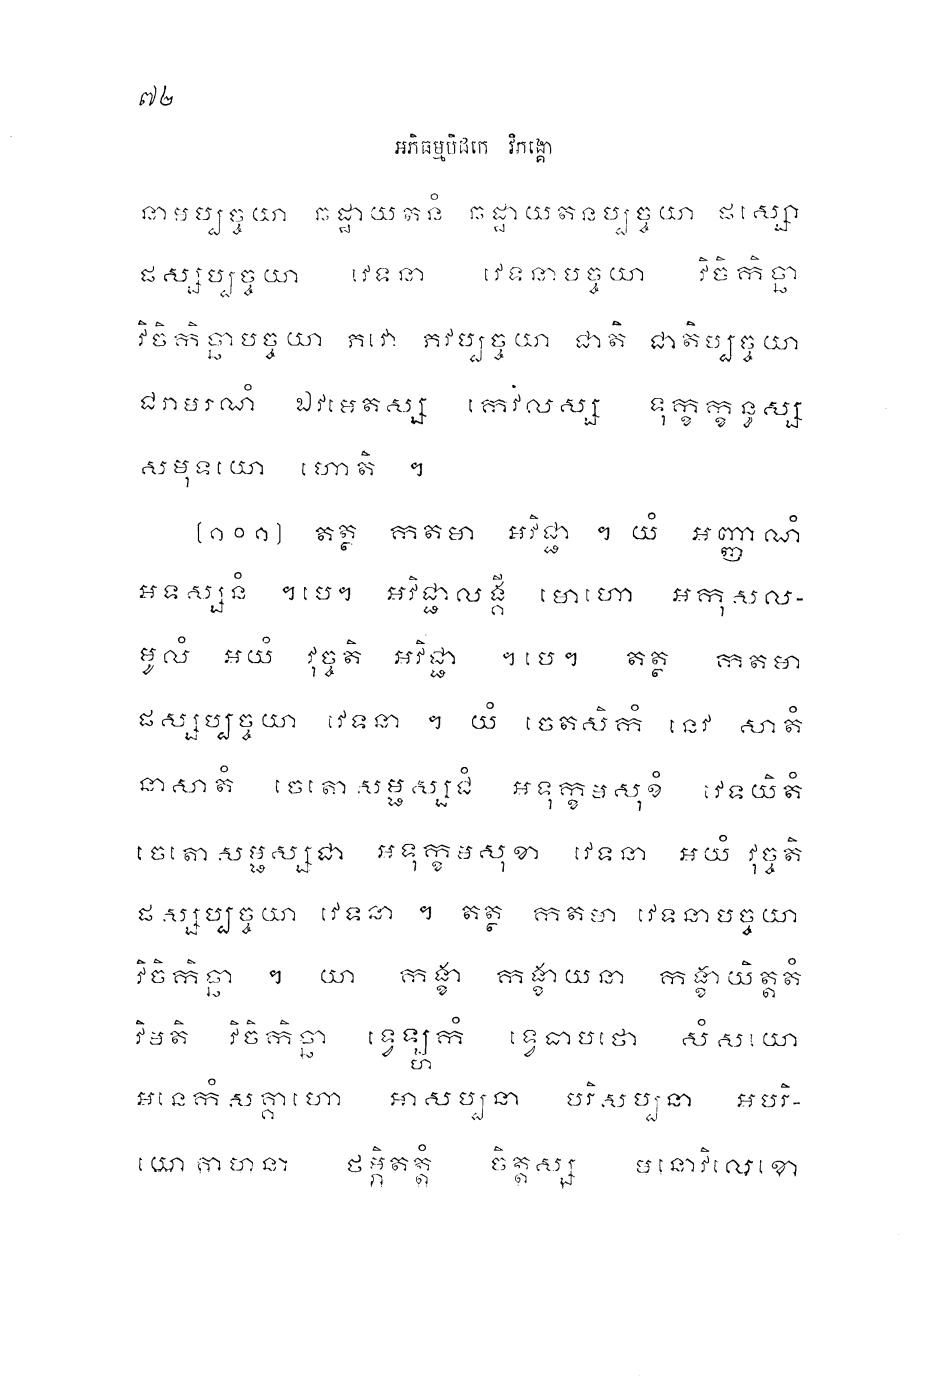 ៧២
អភិធម្មបិដកេ វិភង្គោ
នាមប្បច្ចយា ឆដ្ឋាយតនំ ឆដ្ឋាយតនប្បច្ចយា ផស្សោ
ផស្សប្បច្ចយា វេទនា វេទនាបច្ចយា វិចិកិច្ឆា
វិចិកិច្ឆាបច្ចយា ភវោ ភវប្បច្ចយា ជាតិ ជាតិប្បច្ចយា
ជរាមរណំ ឯវមេតស្ស កេវលស្ស ទុក្ខក្ខន្ធស្ស
សមុទយោ ហោតិ ។
(១០១) តត្ថ កតមា អវិជ្ជា ។ យំ អញ្ញាណំ
អទស្សនំ ។បេ។ អវិជ្ជាលង្គី មោហោ អកុសល-
មូលំ អយំ វុច្ចតិ អវិជ្ជា ។បេ។ តត្ថ កតមា
ផស្សប្បច្ចយា វេទនា ។ យំ ចេតសិកំ នេវ សាតំ
នាសាតំ ចេតោសម្ផស្សជំ អទុក្ខមសុខំ វេទយិតំ
ចេតោសម្ផស្សជា អទុក្ខមសុខា វេទនា អយំ វុច្ចតិ
ផស្សប្បច្ចយា វេទនា ។ តត្ថ កតមា វេទនាបច្ចយា
វិចិកិច្ឆា ។ យា កង្ខា កង្ខាយនា កង្ខាយិត្តតំ
វិមតិ វិចិកិច្ឆា ទ្វេឡ្ហកំ ទ្វេធាបថោ សំសយោ
អនេកំសគ្គាហោ អាសប្បនា បរិសប្បនា អបរិ-
យោគាហនា ថម្ភិតត្តំ ចិត្តស្ស មនោវិលេខោ